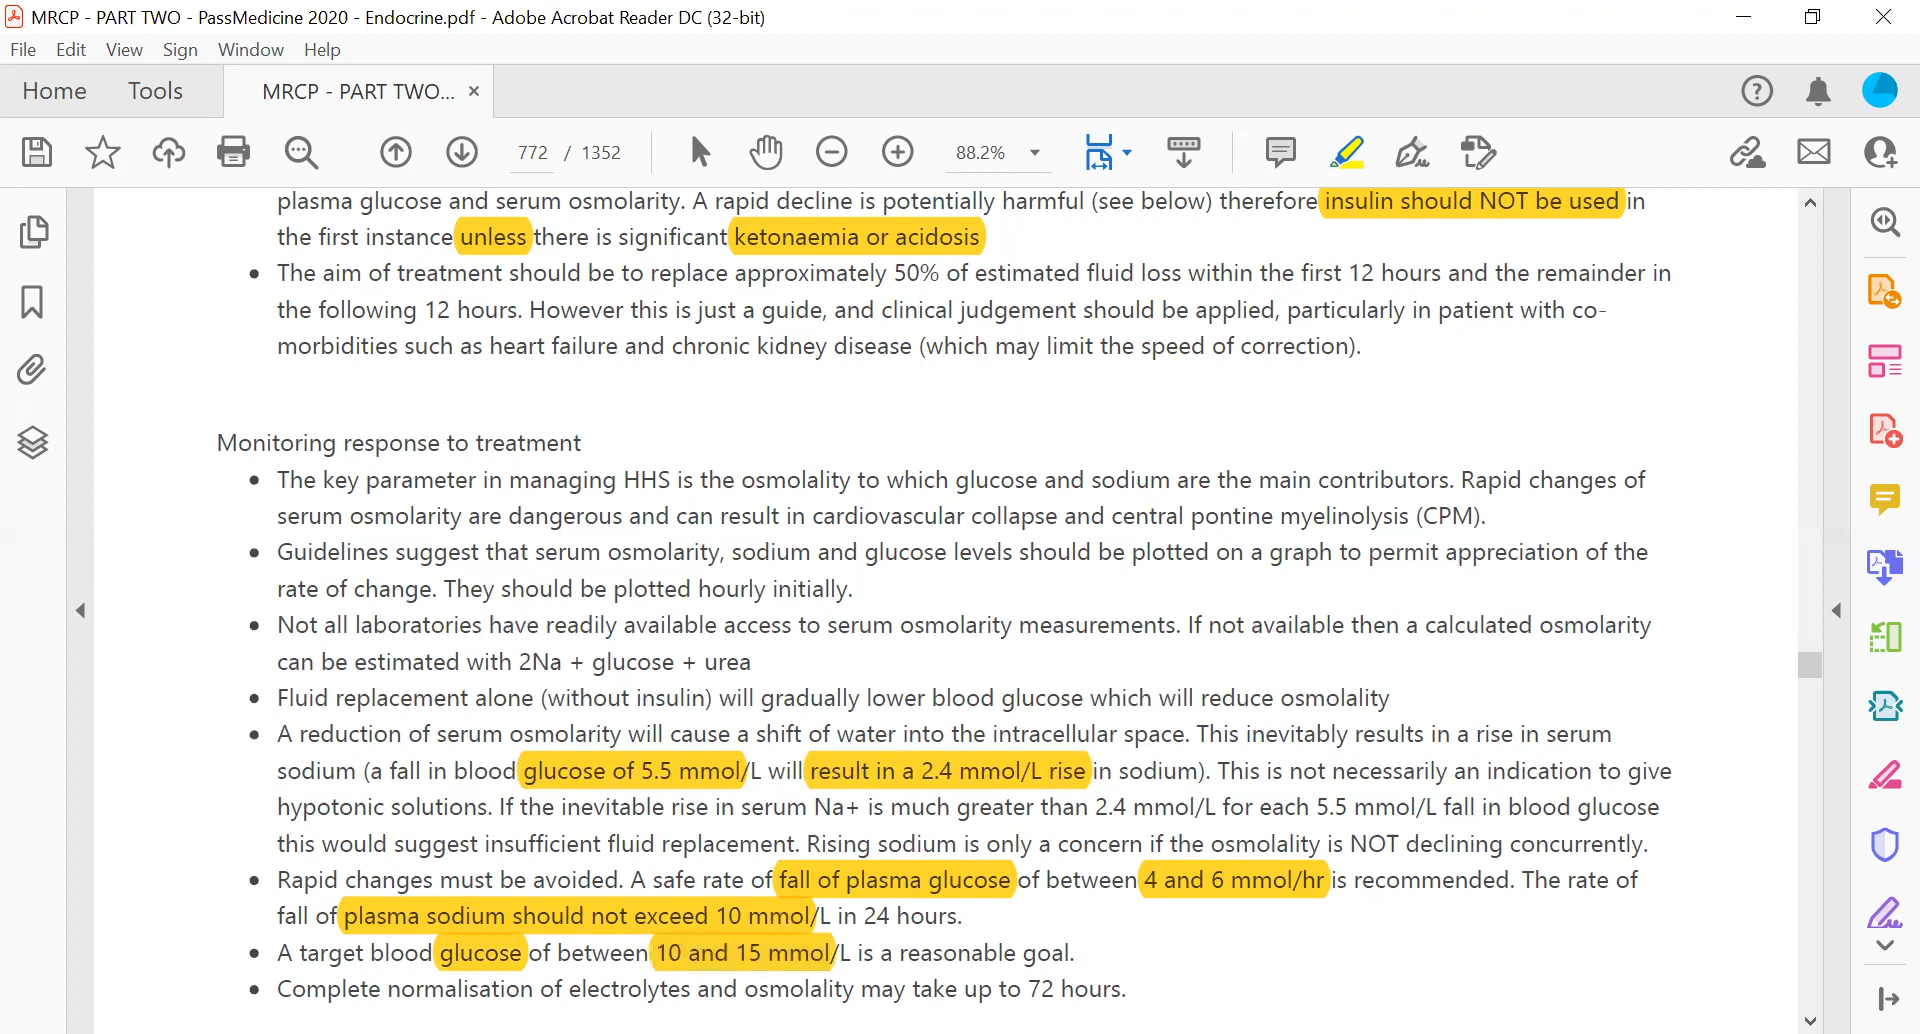 MRCP - PART TWO - PassMedicine 2020 - Endocrine.pdf - Adobe Acrobat Reader DC (32-bit)
File Edit View Sign Window Help
Home Tools MRCP - PART TWO... ×
772 / 1352 88.2%
plasma glucose and serum osmolarity. A rapid decline is potentially harmful (see below) therefore insulin should NOT be used in
the first instance unless there is significant ketonaemia or acidosis
• The aim of treatment should be to replace approximately 50% of estimated fluid loss within the first 12 hours and the remainder in
the following 12 hours. However this is just a guide, and clinical judgement should be applied, particularly in patient with co-
morbidities such as heart failure and chronic kidney disease (which may limit the speed of correction).
Monitoring response to treatment
• The key parameter in managing HHS is the osmolality to which glucose and sodium are the main contributors. Rapid changes of
serum osmolarity are dangerous and can result in cardiovascular collapse and central pontine myelinolysis (CPM).
• Guidelines suggest that serum osmolarity, sodium and glucose levels should be plotted on a graph to permit appreciation of the
rate of change. They should be plotted hourly initially.
• Not all laboratories have readily available access to serum osmolarity measurements. If not available then a calculated osmolarity
can be estimated with 2Na + glucose + urea
• Fluid replacement alone (without insulin) will gradually lower blood glucose which will reduce osmolality
• A reduction of serum osmolarity will cause a shift of water into the intracellular space. This inevitably results in a rise in serum
sodium (a fall in blood glucose of 5.5 mmol/L will result in a 2.4 mmol/L rise in sodium). This is not necessarily an indication to give
hypotonic solutions. If the inevitable rise in serum Na+ is much greater than 2.4 mmol/L for each 5.5 mmol/L fall in blood glucose
this would suggest insufficient fluid replacement. Rising sodium is only a concern if the osmolality is NOT declining concurrently.
• Rapid changes must be avoided. A safe rate of fall of plasma glucose of between 4 and 6 mmol/hr is recommended. The rate of
fall of plasma sodium should not exceed 10 mmol/L in 24 hours.
• A target blood glucose of between 10 and 15 mmol/L is a reasonable goal.
• Complete normalisation of electrolytes and osmolality may take up to 72 hours.